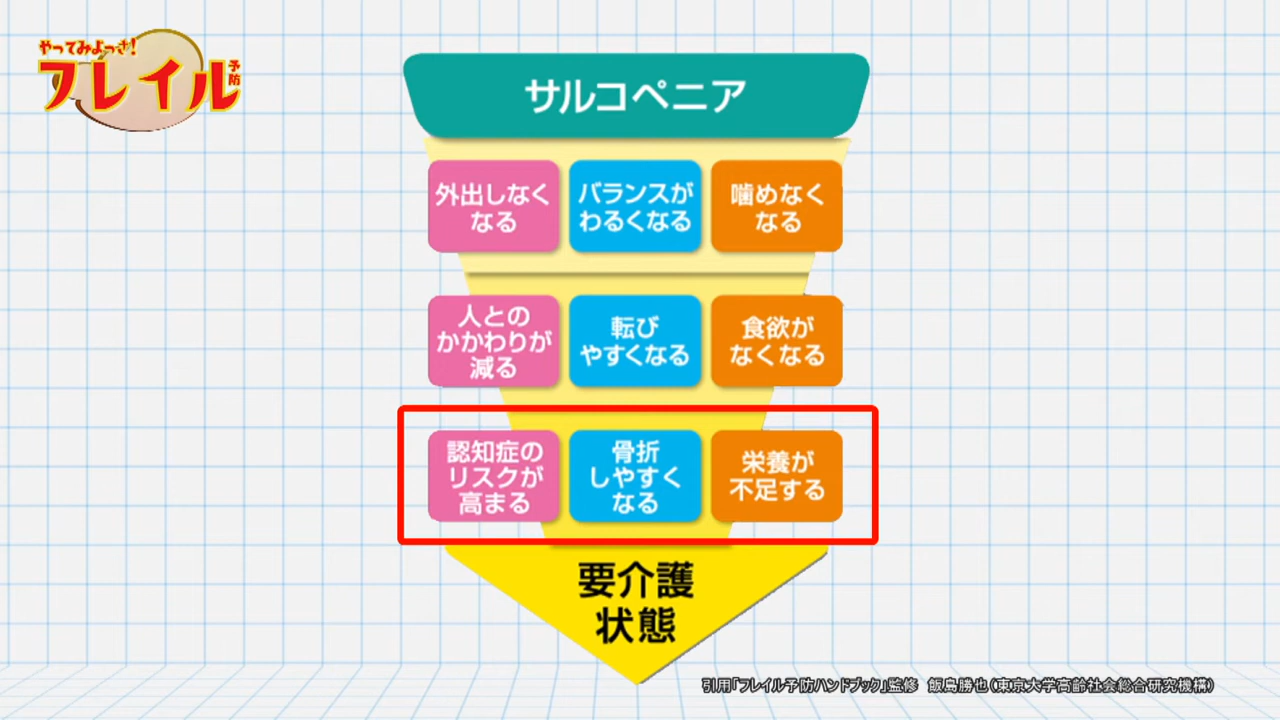 やってみよっさ!
フレイル予防
サルコペニア
外出しなく
なる
バランスが
わるくなる
噛めなく
なる
人との
かかわりが
減る
転び
やすくなる
食欲が
なくなる
認知症の
リスクが
高まる
骨折
しやすく
なる
栄養が
不足する
要介護
状態
引用「フレイル予防ハンドブック」監修 飯島勝也(東京大学高齢社会総合研究機構)